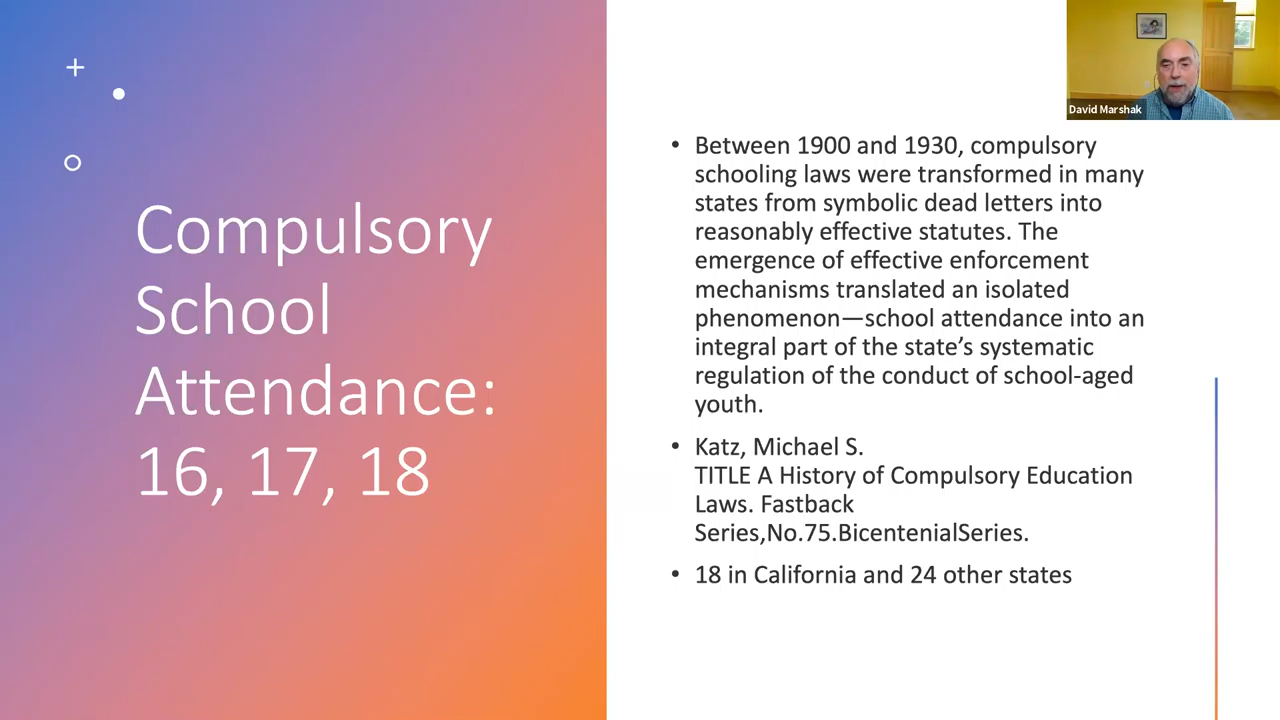 Compulsory
School
Attendance:
16, 17, 18
• Between 1900 and 1930, compulsory
schooling laws were transformed in many
states from symbolic dead letters into
reasonably effective statutes. The
emergence of effective enforcement
mechanisms translated an isolated
phenomenon—school attendance into an
integral part of the state’s systematic
regulation of the conduct of school-aged
youth.
• Katz, Michael S.
TITLE A History of Compulsory Education
Laws. Fastback
Series,No.75.BicentenialSeries.
• 18 in California and 24 other states
David Marshak